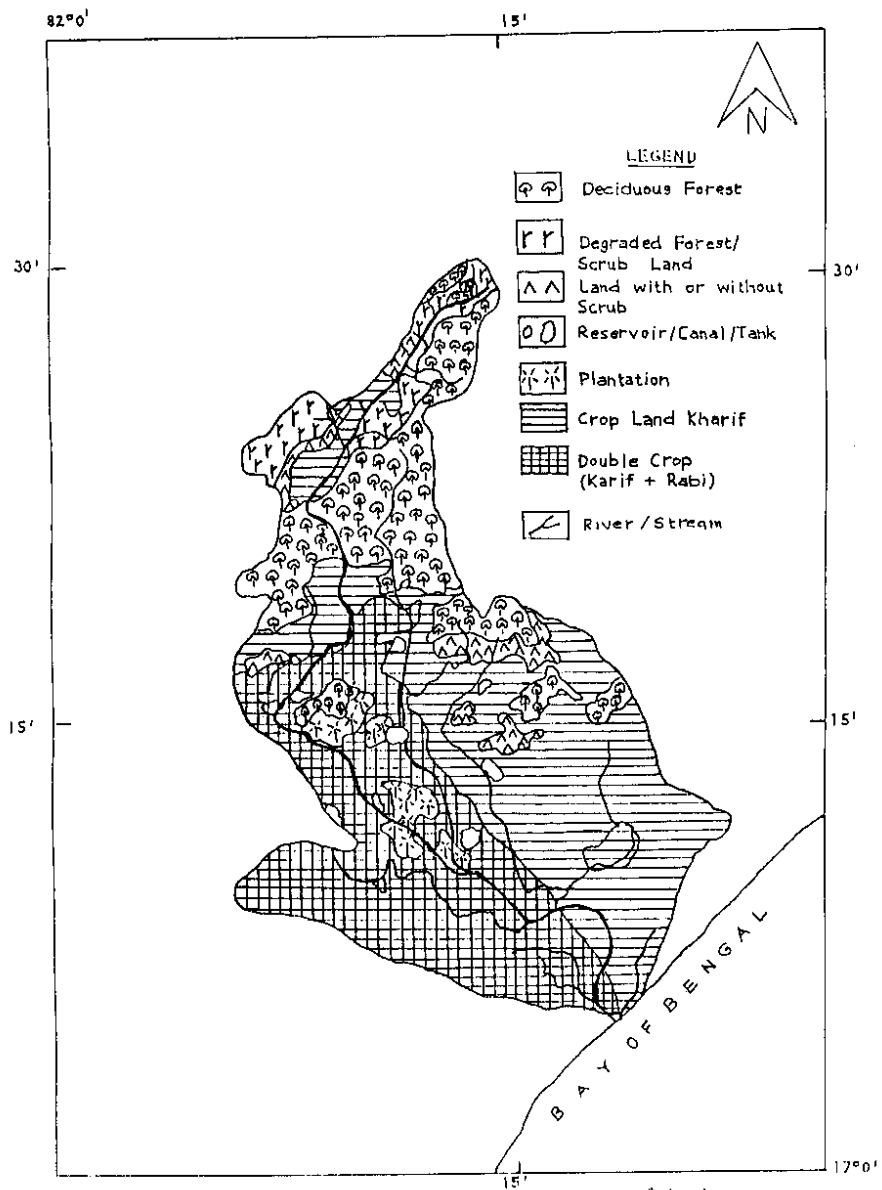 82°0'
15'
N
LEGEND
Deciduous Forest
Degraded Forest/
Scrub Land
30'
30'
Land with or without
Scrub
Reservoir/Canal/Tank
Plantation
Crop Land Kharif
Double Crop
(Karif + Rabi)
River/Stream
15'
15'
BAY OF BENGAL
17°0'
15'